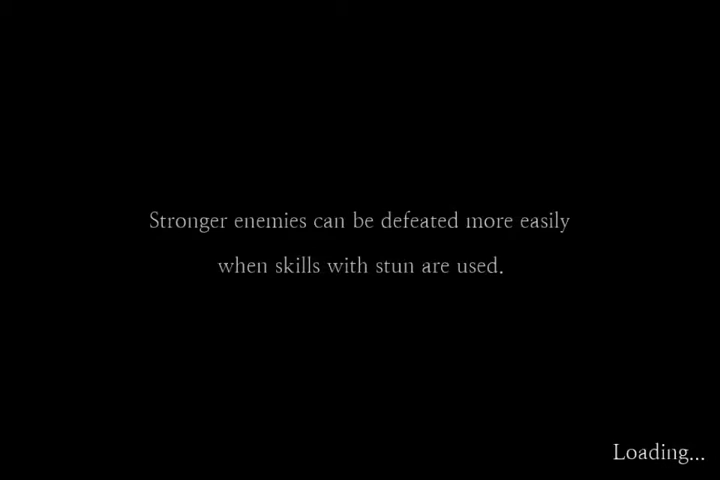 Stronger enemies can be defeated more easily
when skills with stun are used.
Loading...